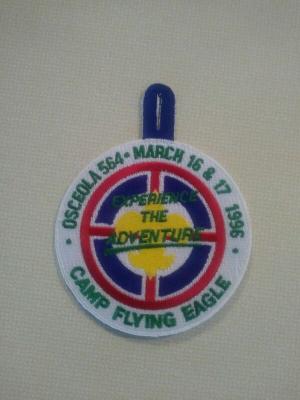 OSCEOLA 564 • MARCH 16 & 17 1996 •
EXPERIENCE
THE
ADVENTURE
CAMP FLYING EAGLE